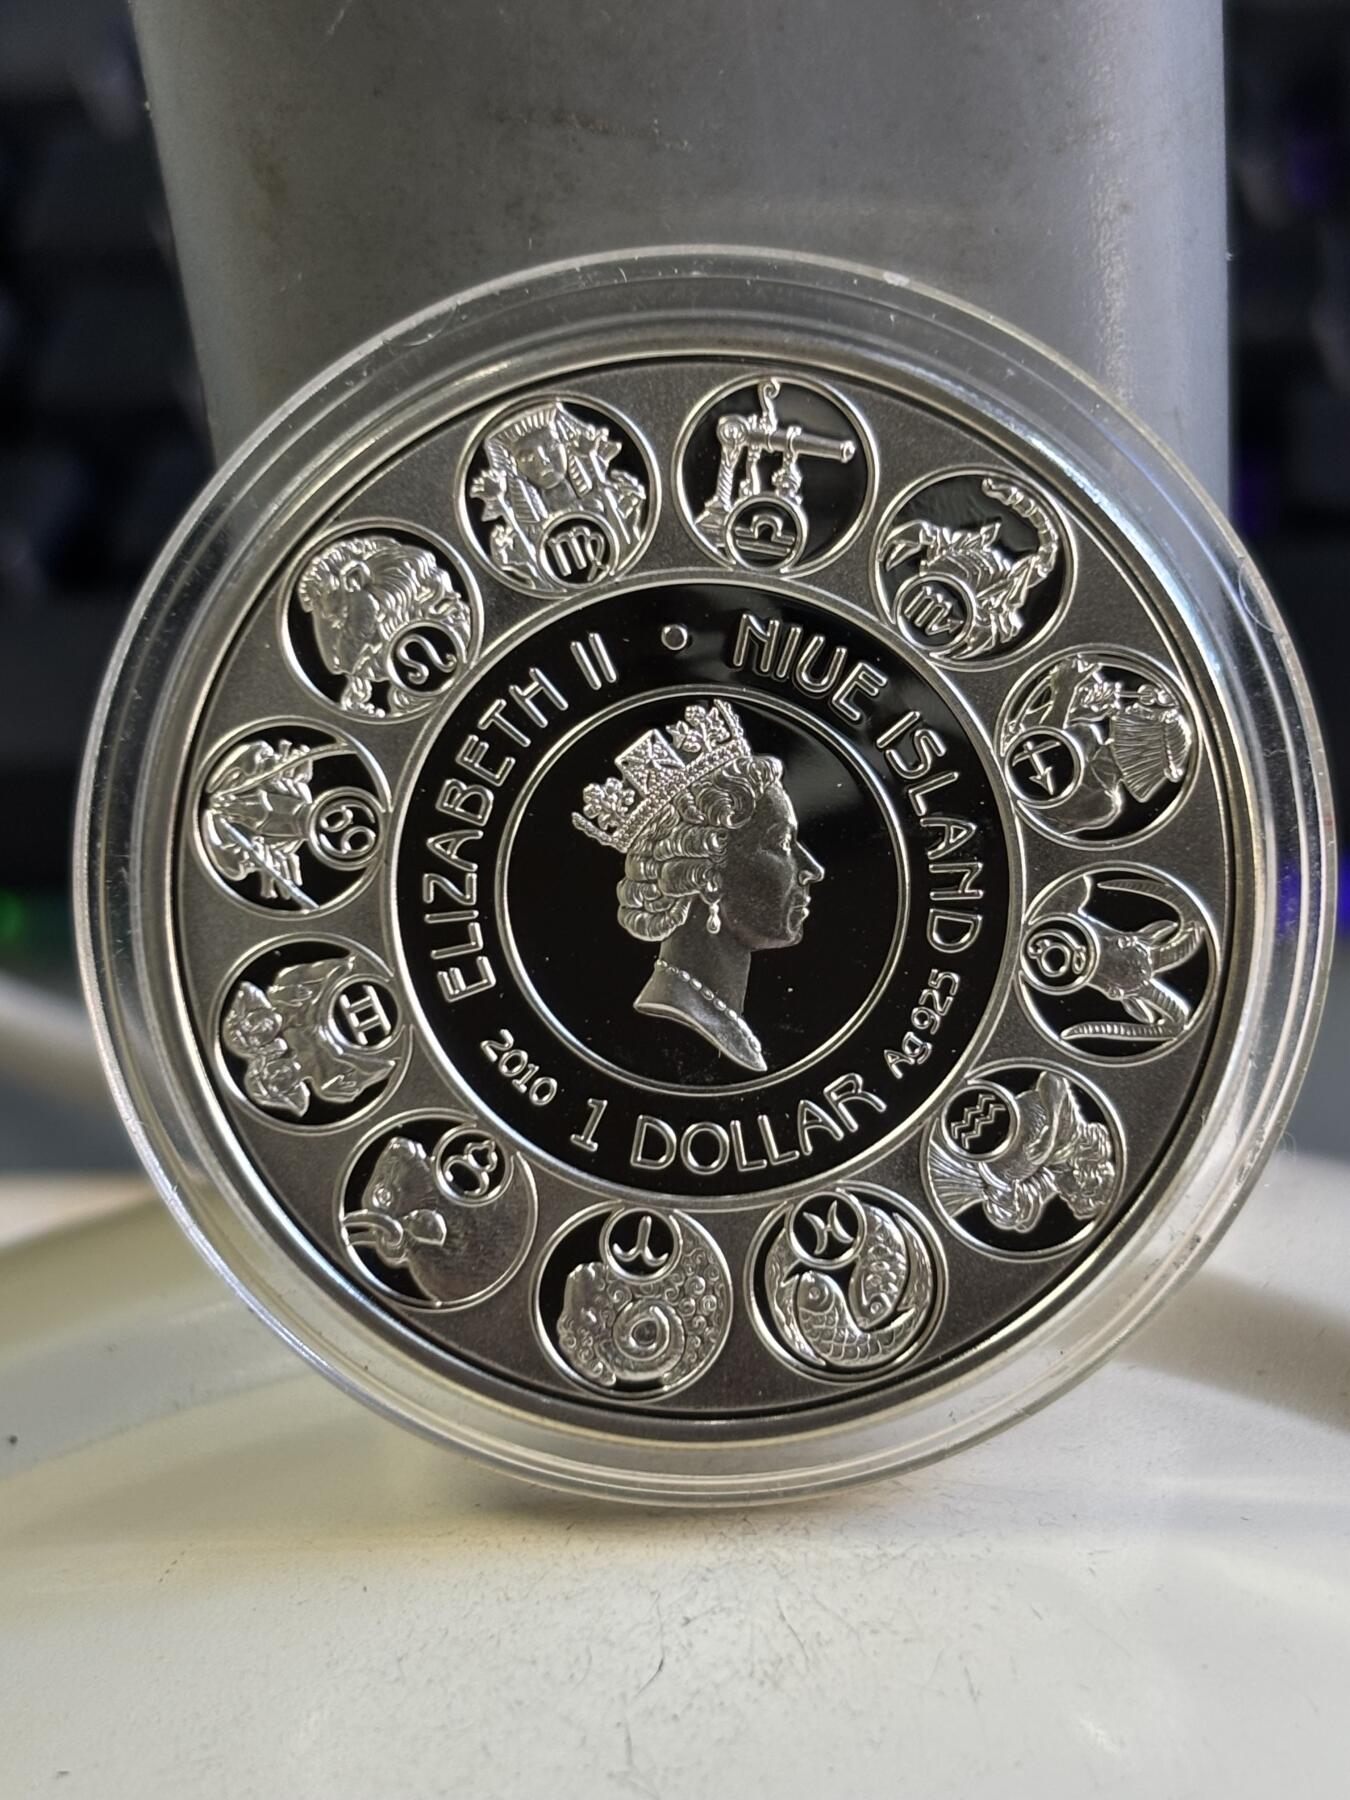 ELIZABETH II • NIUE ISLAND
2010 1 DOLLAR Ag 925